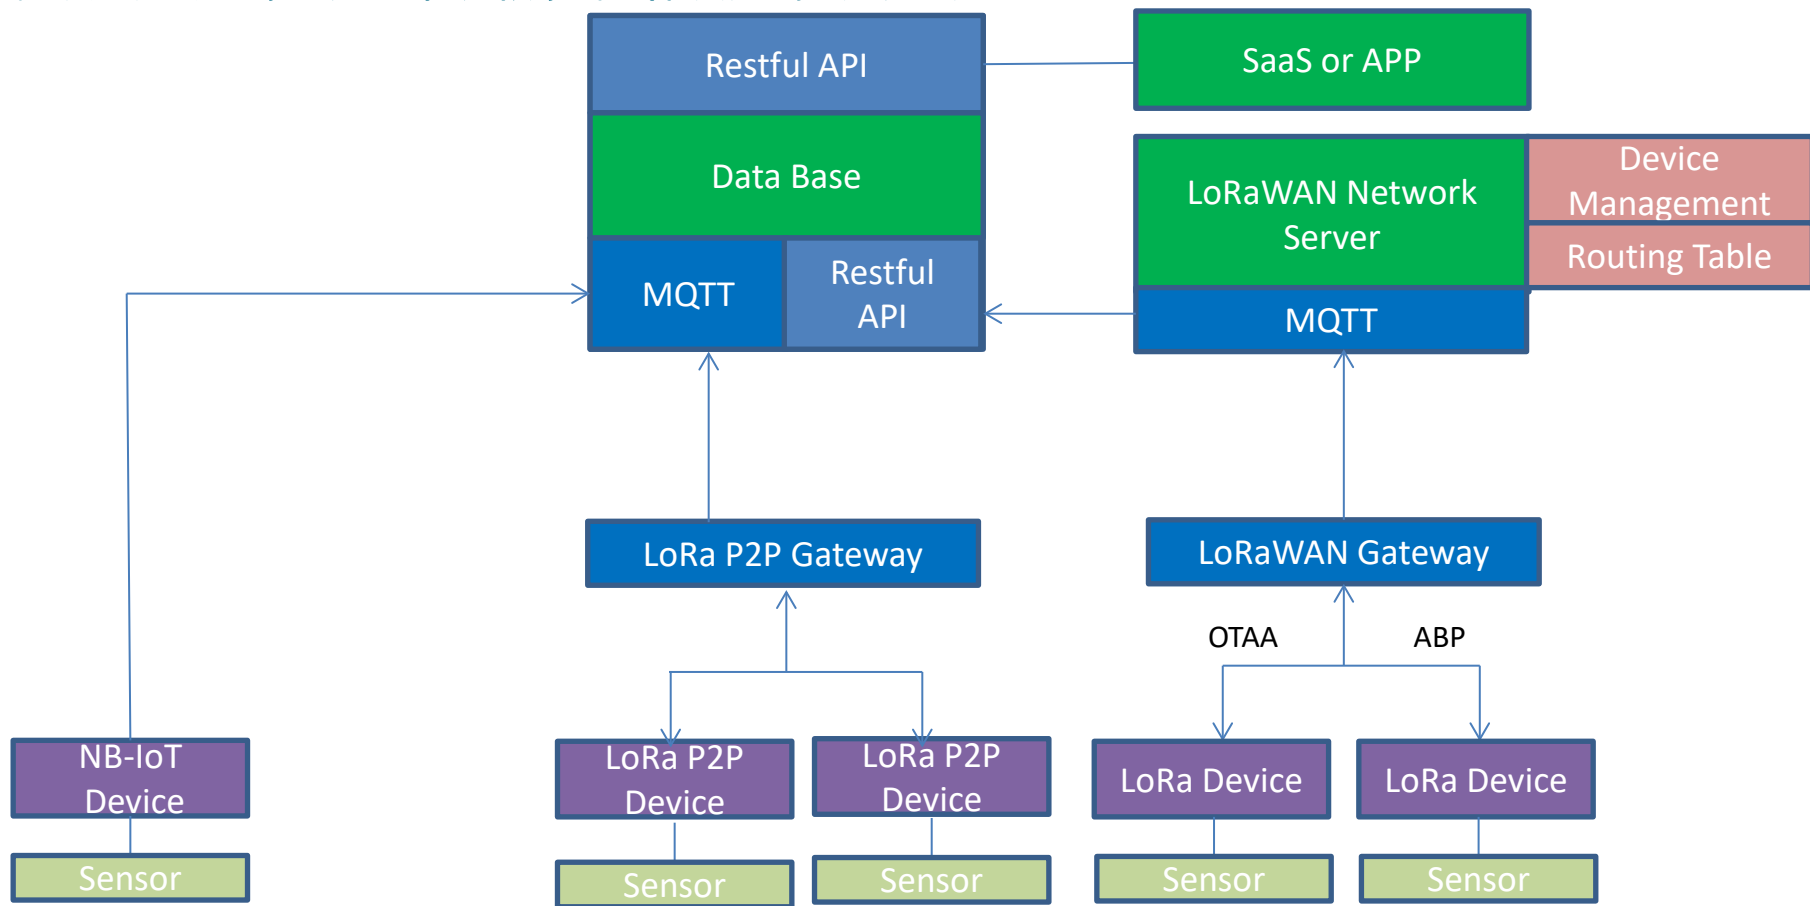 Restful API
SaaS or APP
Data Base
LoRaWAN Network
Server
Device
Management
Routing Table
MQTT
Restful
API
MQTT
LoRa P2P Gateway
LoRaWAN Gateway
OTAA
ABP
NB-IoT
Device
LoRa P2P
Device
LoRa P2P
Device
LoRa Device
LoRa Device
Sensor
Sensor
Sensor
Sensor
Sensor